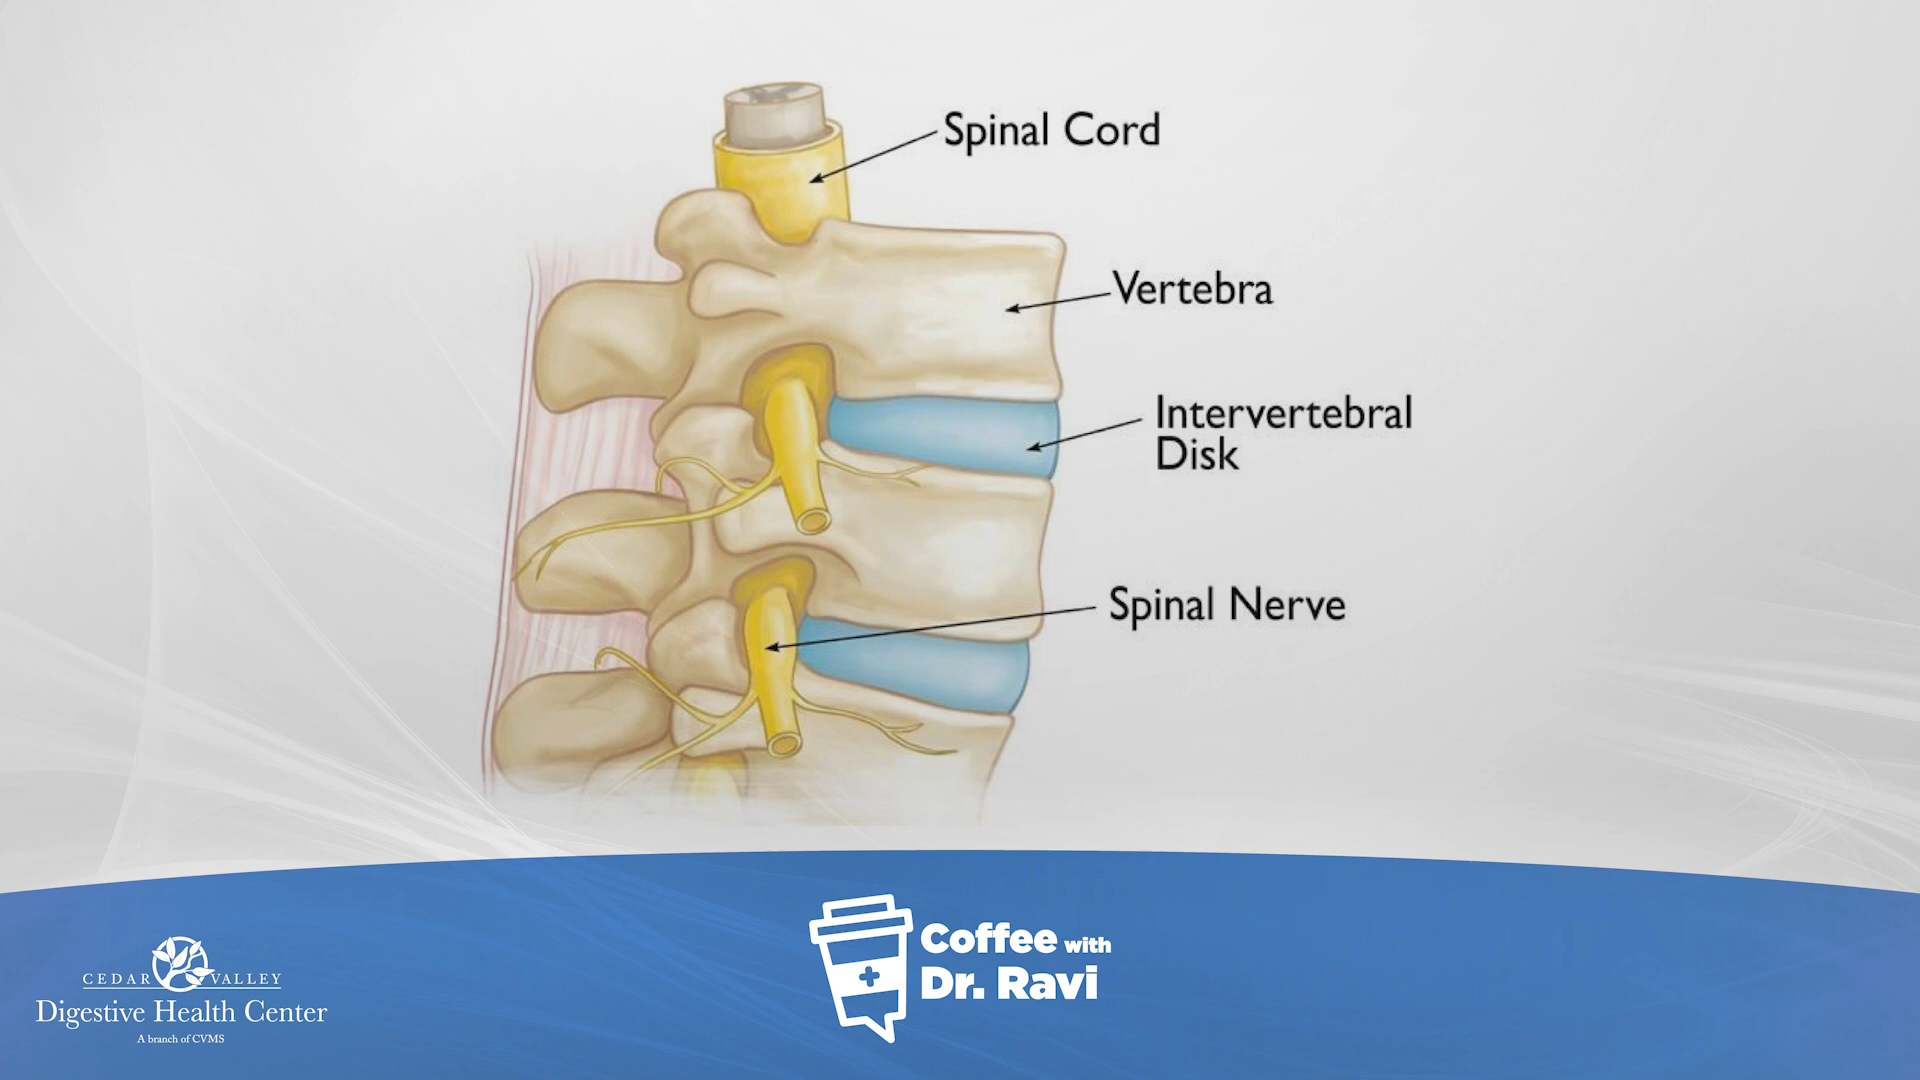 Spinal Cord
Vertebra
Intervertebral
Disk
Spinal Nerve
Coffee with
Dr. Ravi
CEDAR VALLEY
Digestive Health Center
A branch of CVMS